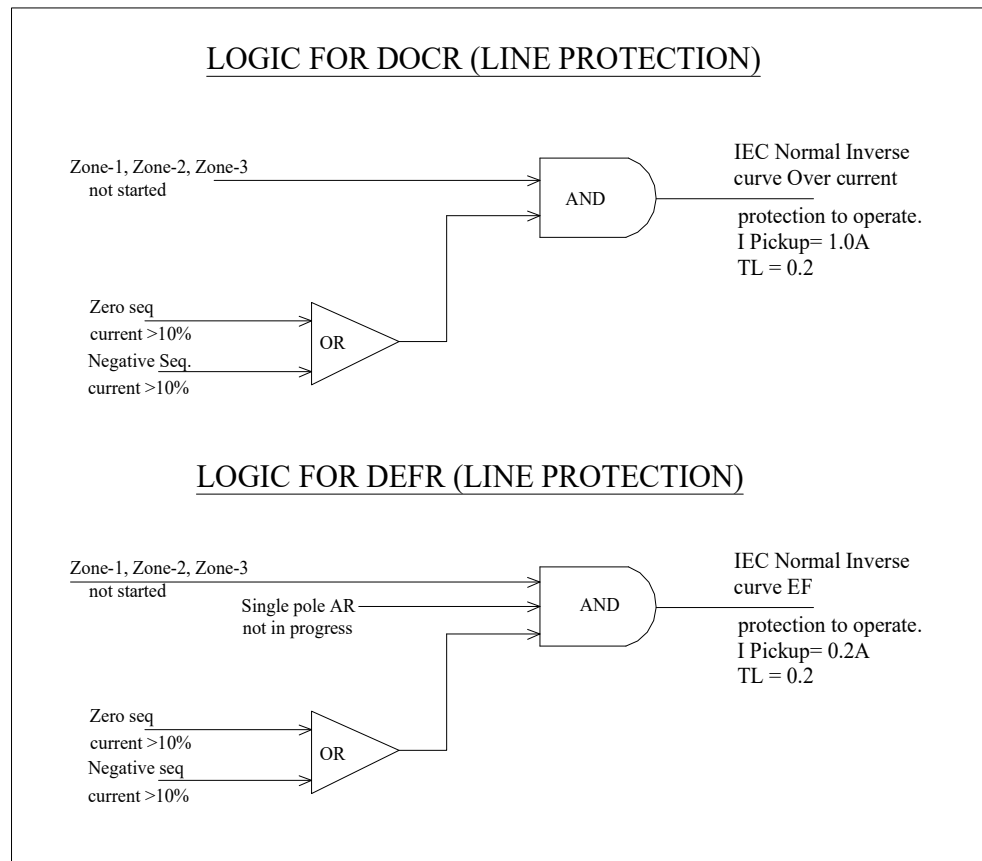 LOGIC FOR DOCR (LINE PROTECTION)
Zone-1, Zone-2, Zone-3
not started
AND
IEC Normal Inverse
curve Over current
protection to operate.
I Pickup= 1.0A
TL = 0.2
Zero seq
current >10%
Negative Seq.
current >10%
OR
LOGIC FOR DEFR (LINE PROTECTION)
Zone-1, Zone-2, Zone-3
not started
Single pole AR
not in progress
AND
IEC Normal Inverse
curve EF
protection to operate.
I Pickup= 0.2A
TL = 0.2
Zero seq
current >10%
Negative seq
current >10%
OR